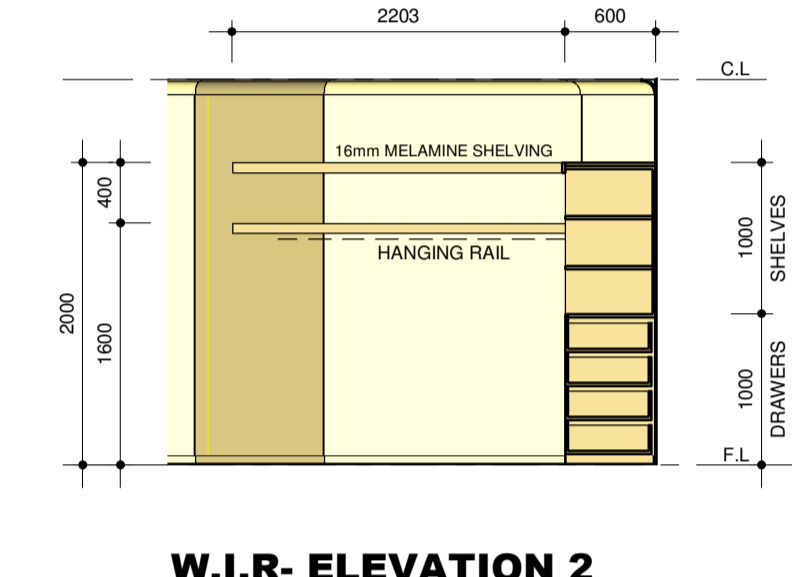 2203
600
C.L
16mm MELAMINE SHELVING
400
1000
SHELVES
HANGING RAIL
2000
1600
1000
DRAWERS
F.L
W.I.R- ELEVATION 2